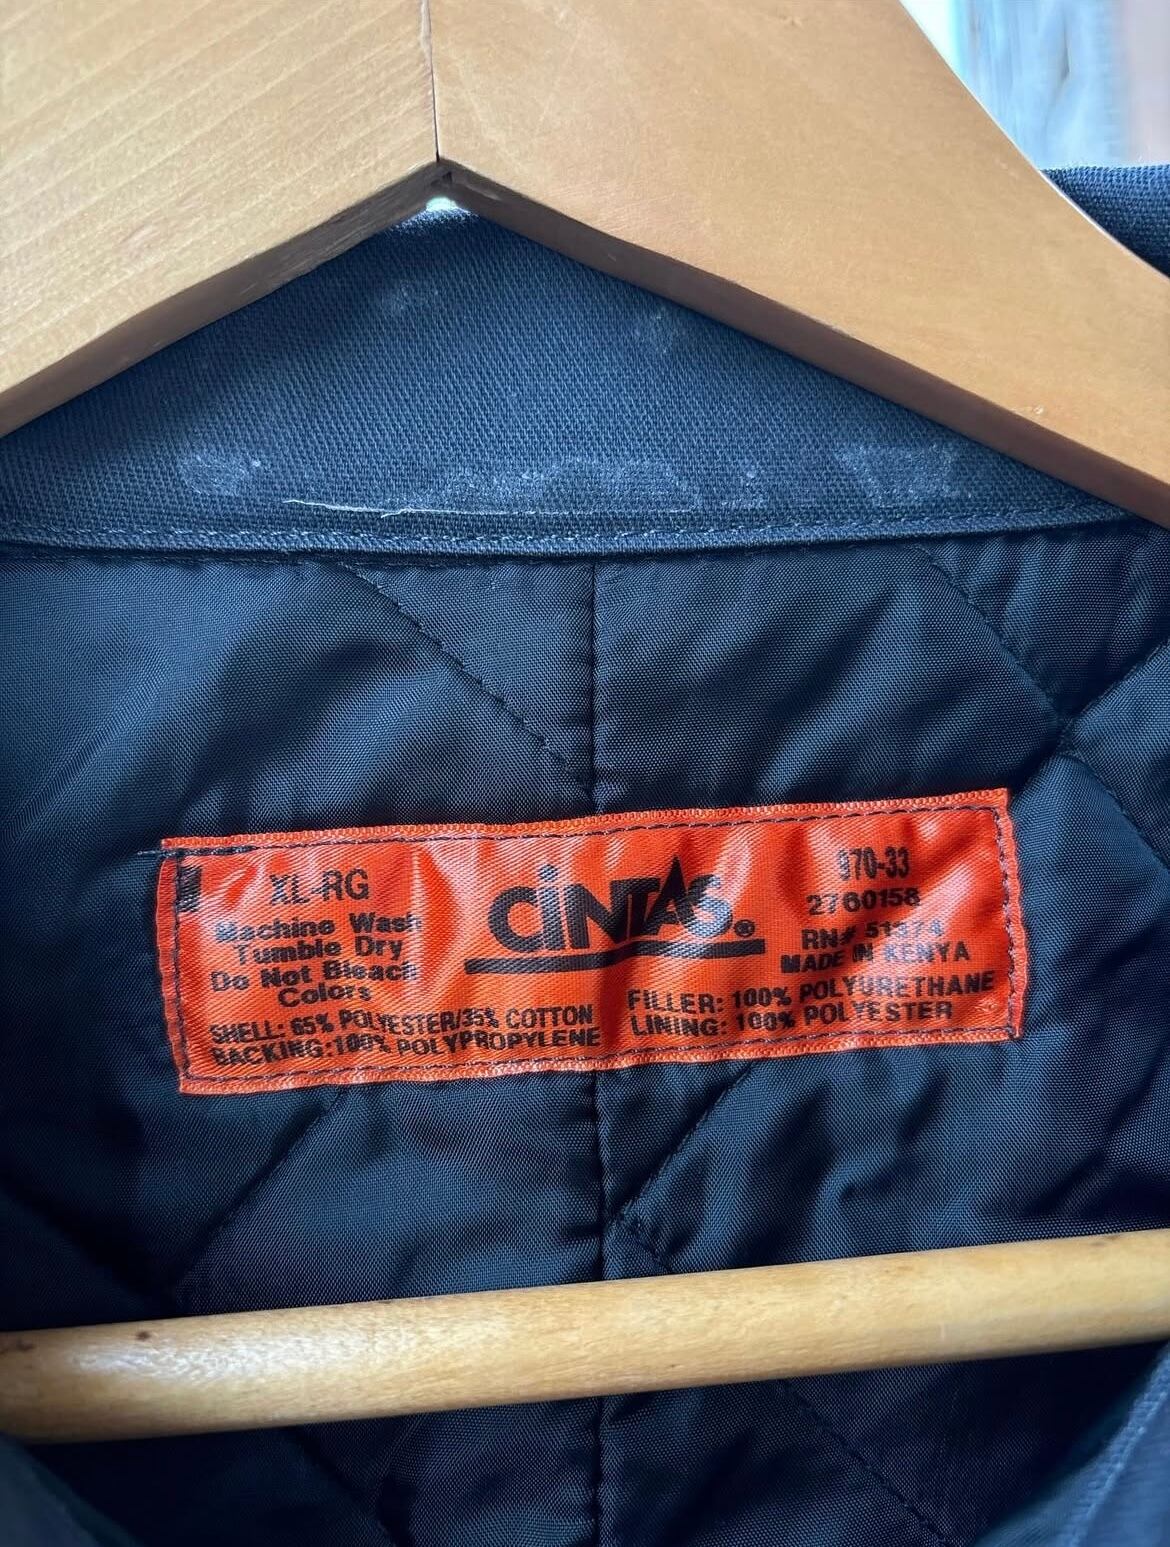 XL-RG
Machine Wash
Tumble Dry
Do Not Bleach
Colors
SHELL: 65% POLYESTER/35% COTTON
BACKING:100% POLYPROPYLENE
CiNTAS®
970-33
2760158
RN# 51974
MADE IN KENYA
FILLER: 100% POLYURETHANE
LINING: 100% POLYESTER